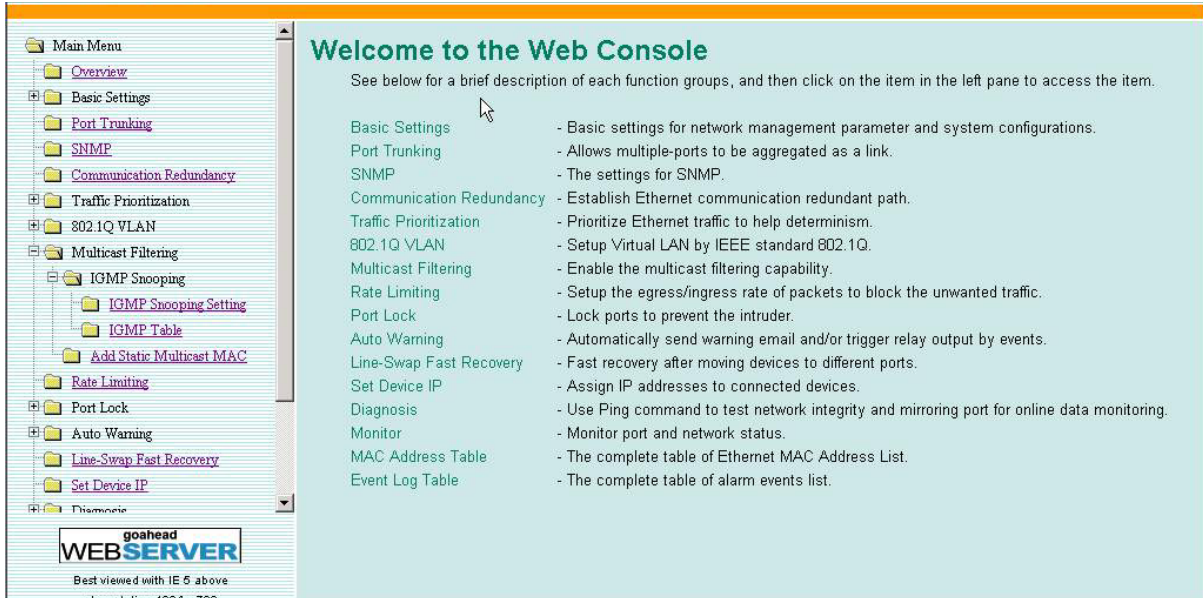 Main Menu
Overview
Basic Settings
Port Trunking
SNMP
Communication Redundancy
Traffic Prioritization
802.1Q VLAN
Multicast Filtering
IGMP Snooping
IGMP Snooping Setting
IGMP Table
Add Static Multicast MAC
Rate Limiting
Port Lock
Auto Warning
Line-Swap Fast Recovery
Set Device IP
Diagnosis
goahead
WEBSERVER
Best viewed with IE 5 above
Welcome to the Web Console
See below for a brief description of each function groups, and then click on the item in the left pane to access the item.
Basic Settings - Basic settings for network management parameter and system configurations.
Port Trunking - Allows multiple-ports to be aggregated as a link.
SNMP - The settings for SNMP.
Communication Redundancy - Establish Ethernet communication redundant path.
Traffic Prioritization - Prioritize Ethernet traffic to help determinism.
802.1Q VLAN - Setup Virtual LAN by IEEE standard 802.1Q.
Multicast Filtering - Enable the multicast filtering capability.
Rate Limiting - Setup the egress/ingress rate of packets to block the unwanted traffic.
Port Lock - Lock ports to prevent the intruder.
Auto Warning - Automatically send warning email and/or trigger relay output by events.
Line-Swap Fast Recovery - Fast recovery after moving devices to different ports.
Set Device IP - Assign IP addresses to connected devices.
Diagnosis - Use Ping command to test network integrity and mirroring port for online data monitoring.
Monitor - Monitor port and network status.
MAC Address Table - The complete table of Ethernet MAC Address List.
Event Log Table - The complete table of alarm events list.